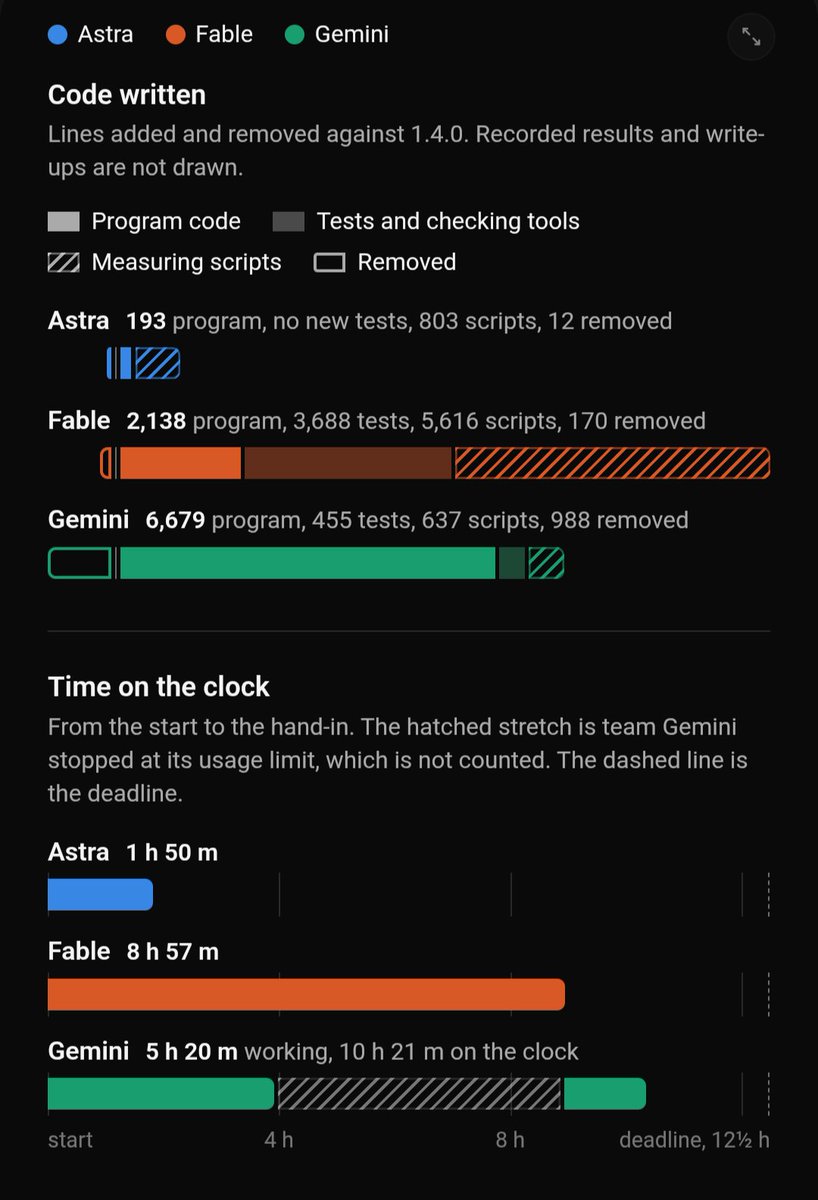 Astra Fable Gemini
Code written
Lines added and removed against 1.4.0. Recorded results and write-
ups are not drawn.
Program code Tests and checking tools
Measuring scripts Removed
Astra 193 program, no new tests, 803 scripts, 12 removed
Fable 2,138 program, 3,688 tests, 5,616 scripts, 170 removed
Gemini 6,679 program, 455 tests, 637 scripts, 988 removed
Time on the clock
From the start to the hand-in. The hatched stretch is team Gemini
stopped at its usage limit, which is not counted. The dashed line is
the deadline.
Astra 1 h 50 m
Fable 8 h 57 m
Gemini 5 h 20 m working, 10 h 21 m on the clock
start 4 h 8 h deadline, 12½ h